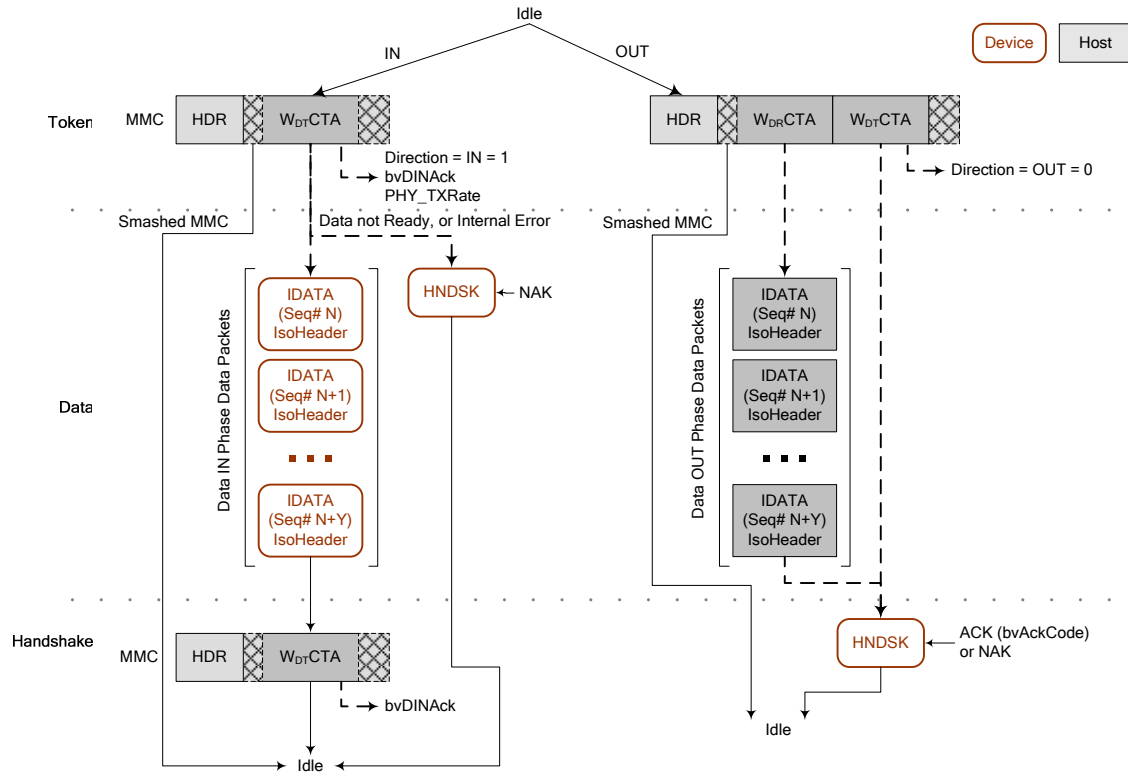 Idle
IN
OUT
Device
Host
Token
MMC
HDR
WDTCTA
HDR
WDRCTA
WDTCTA
Direction = IN = 1
bvDINAck
PHY_TXRate
Direction = OUT = 0
Smashed MMC
Data not Ready, or Internal Error
Smashed MMC
Data
Data IN Phase Data Packets
IDATA
(Seq# N)
IsoHeader
IDATA
(Seq# N+1)
IsoHeader
IDATA
(Seq# N+Y)
IsoHeader
HNDSK
NAK
Data OUT Phase Data Packets
IDATA
(Seq# N)
IsoHeader
IDATA
(Seq# N+1)
IsoHeader
IDATA
(Seq# N+Y)
IsoHeader
Handshake
MMC
HDR
WDTCTA
bvDINAck
Idle
HNDSK
ACK (bvAckCode)
or NAK
Idle